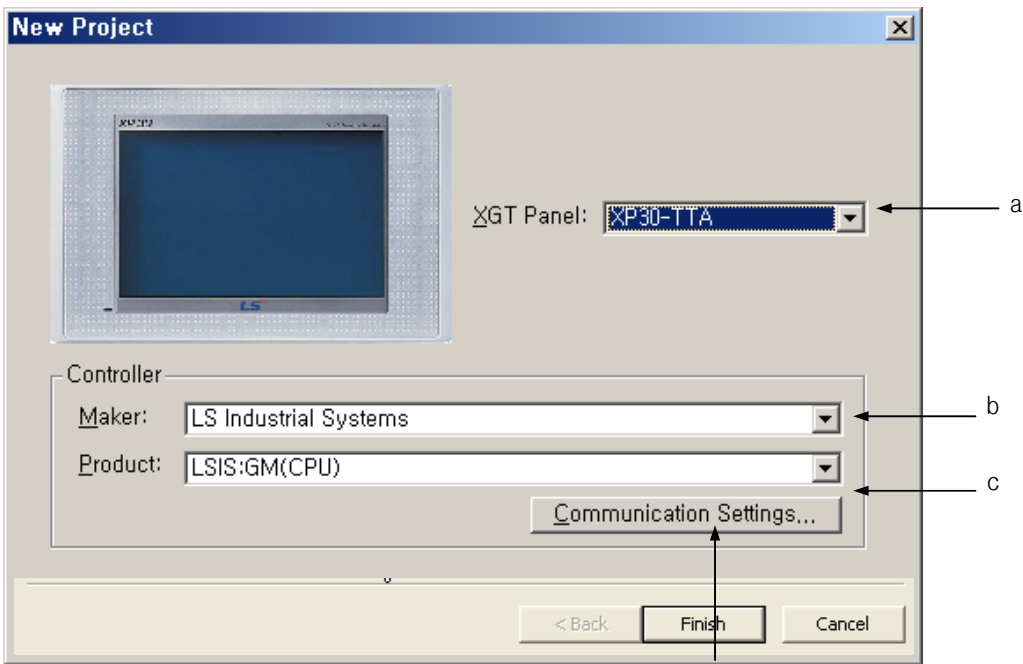 New Project
XP30
XGT Panel: XP30-TTA
a
LS
Controller
Maker: LS Industrial Systems
b
Product: LSIS:GM(CPU)
c
Communication Settings...
< Back Finish Cancel